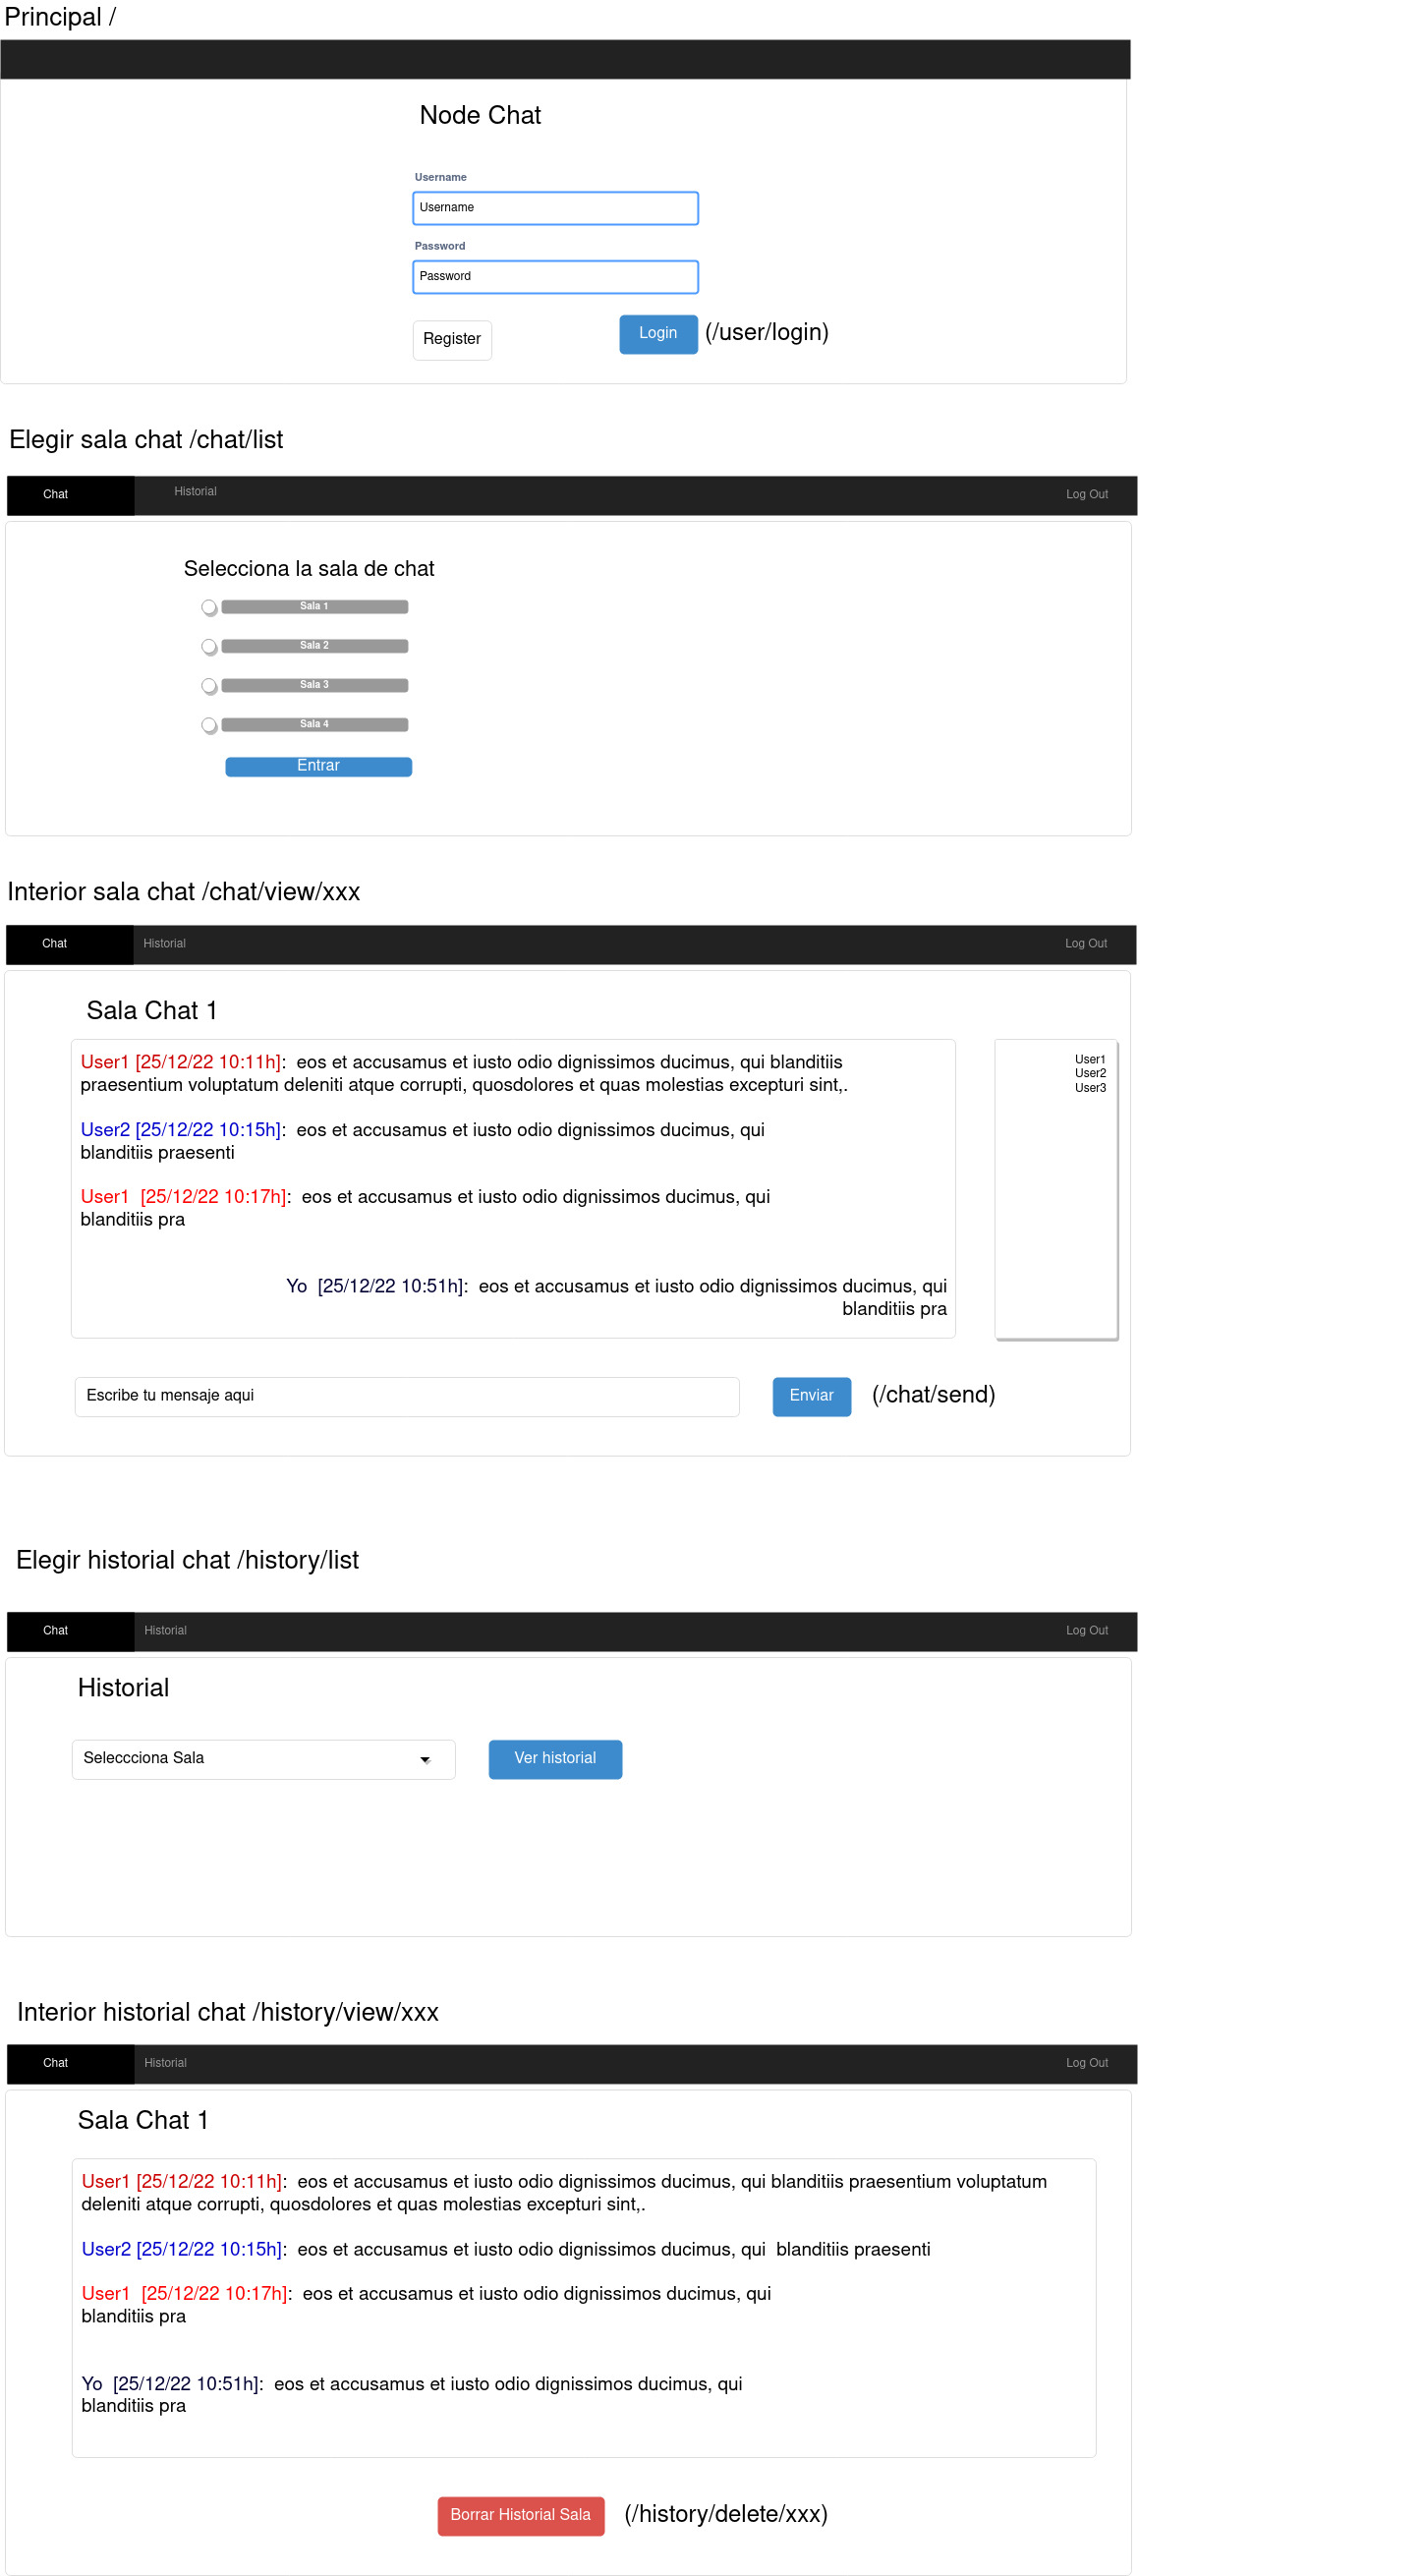 Principal /
Node Chat
Username
Username
Password
Password
Register
Login (/user/login)
Elegir sala chat /chat/list
Chat Historial Log Out
Selecciona la sala de chat
Sala 1
Sala 2
Sala 3
Sala 4
Entrar
Interior sala chat /chat/view/xxx
Chat Historial Log Out
Sala Chat 1
User1 [25/12/22 10:11h]: eos et accusamus et iusto odio dignissimos ducimus, qui blanditiis
praesentium voluptatum deleniti atque corrupti, quosdolores et quas molestias excepturi sint,.
User2 [25/12/22 10:15h]: eos et accusamus et iusto odio dignissimos ducimus, qui
blanditiis praesenti
User1 [25/12/22 10:17h]: eos et accusamus et iusto odio dignissimos ducimus, qui
blanditiis pra
Yo [25/12/22 10:51h]: eos et accusamus et iusto odio dignissimos ducimus, qui
blanditiis pra
User1
User2
User3
Escribe tu mensaje aqui
Enviar (/chat/send)
Elegir historial chat /history/list
Chat Historial Log Out
Historial
Seleccciona Sala
Ver historial
Interior historial chat /history/view/xxx
Chat Historial Log Out
Sala Chat 1
User1 [25/12/22 10:11h]: eos et accusamus et iusto odio dignissimos ducimus, qui blanditiis praesentium voluptatum
deleniti atque corrupti, quosdolores et quas molestias excepturi sint,.
User2 [25/12/22 10:15h]: eos et accusamus et iusto odio dignissimos ducimus, qui blanditiis praesenti
User1 [25/12/22 10:17h]: eos et accusamus et iusto odio dignissimos ducimus, qui
blanditiis pra
Yo [25/12/22 10:51h]: eos et accusamus et iusto odio dignissimos ducimus, qui
blanditiis pra
Borrar Historial Sala (/history/delete/xxx)